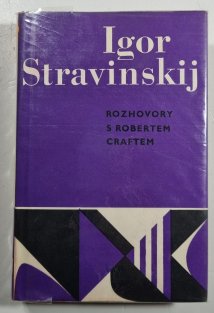 Igor
Stravinskij
ROZHOVORY
S ROBERTEM
CRAFTEM